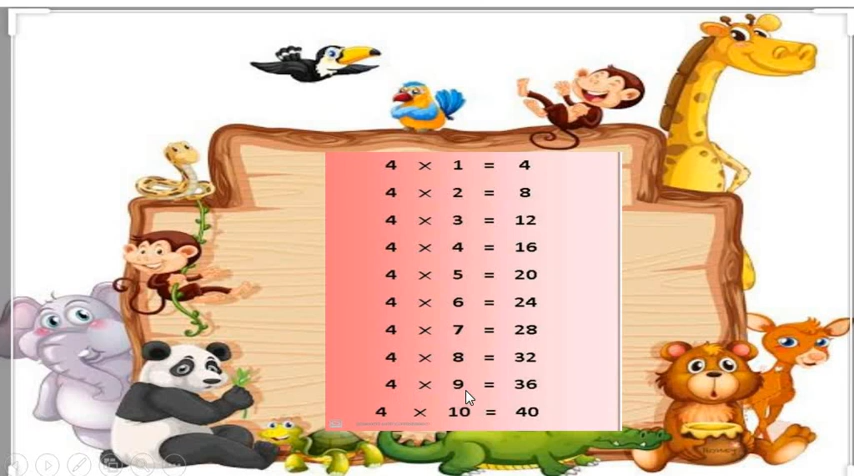 4 × 1 = 4
4 × 2 = 8
4 × 3 = 12
4 × 4 = 16
4 × 5 = 20
4 × 6 = 24
4 × 7 = 28
4 × 8 = 32
4 × 9 = 36
4 × 10 = 40